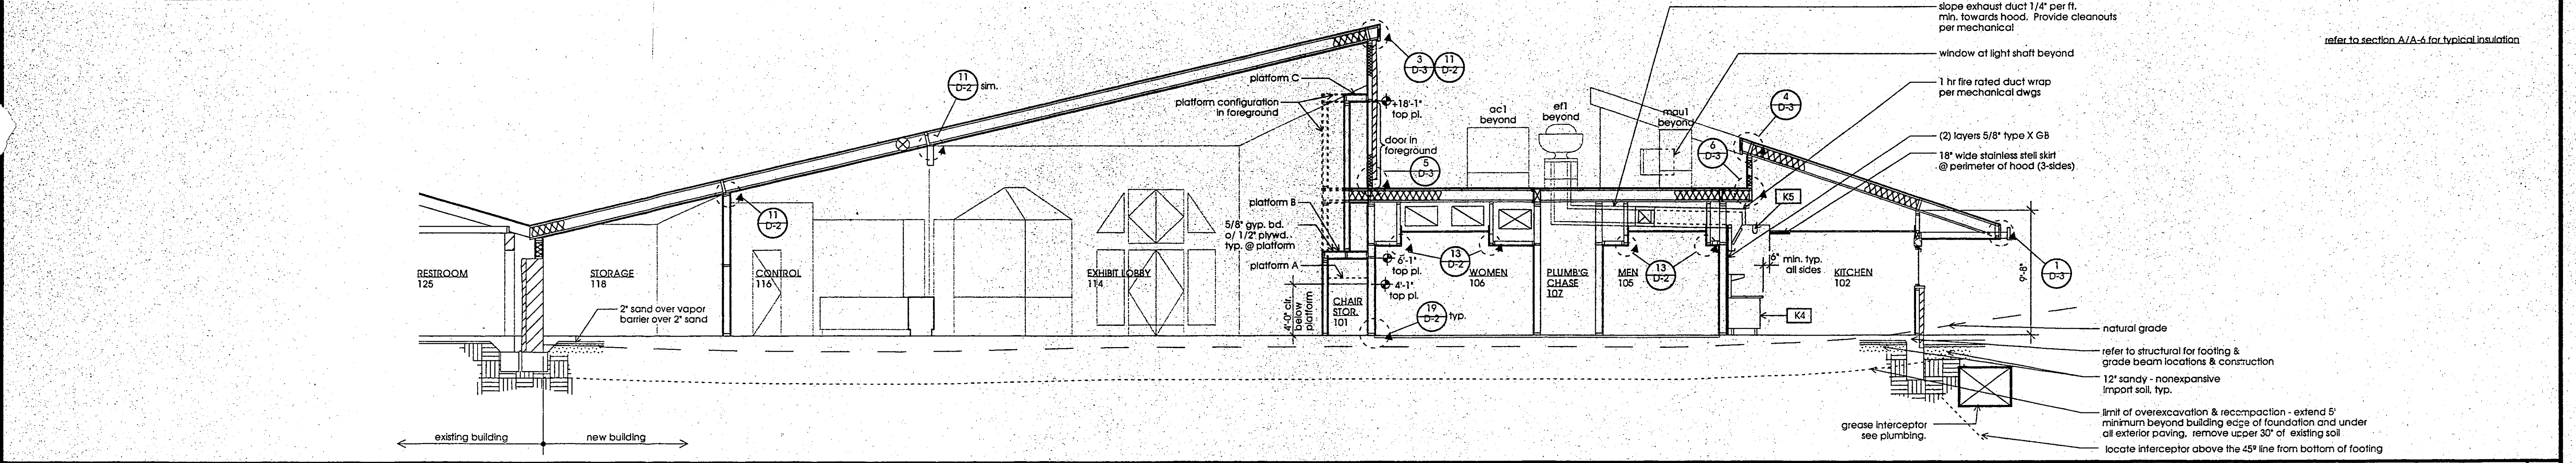 slope exhaust duct 1/4" per ft.
min. towards hood. Provide cleanouts
per mechanical
refer to section A/A-6 for typical insulation
window at light shaft beyond
1 hr fire rated duct wrap
per mechanical dwgs
(2) layers 5/8" type X GB
18" wide stainless stell skirt
@ perimeter of hood (3-sides)
11
D-2
sim.
3
D-3
11
D-2
platform C
platform configuration
in foreground
+18'-1"
top pl.
door in
foreground
5
D-3
ac1
beyond
ef1
beyond
mau1
beyond
4
D-3
6
D-3
K5
11
D-2
platform B
5/8" gyp. bd.
o/ 1/2" plywd.
typ. @ platform
platform A
6'-1"
top pl.
4'-1"
top pl.
4'-0" clr.
below
platform
RESTROOM
125
STORAGE
118
CONTROL
116
EXHIBIT LOBBY
114
CHAIR
STOR.
101
13
D-2
WOMEN
106
PLUMB'G
CHASE
107
MEN
105
13
D-2
6" min. typ.
all sides
KITCHEN
102
9'-8"
1
D-3
2" sand over vapor
barrier over 2" sand
19
D-2
typ.
K4
natural grade
refer to structural for footing &
grade beam locations & construction
12" sandy - nonexpansive
import soil, typ.
limit of overexcavation & recompaction - extend 5'
minimum beyond building edge of foundation and under
all exterior paving, remove upper 30" of existing soil
grease interceptor
see plumbing.
locate interceptor above the 45º line from bottom of footing
existing building
new building